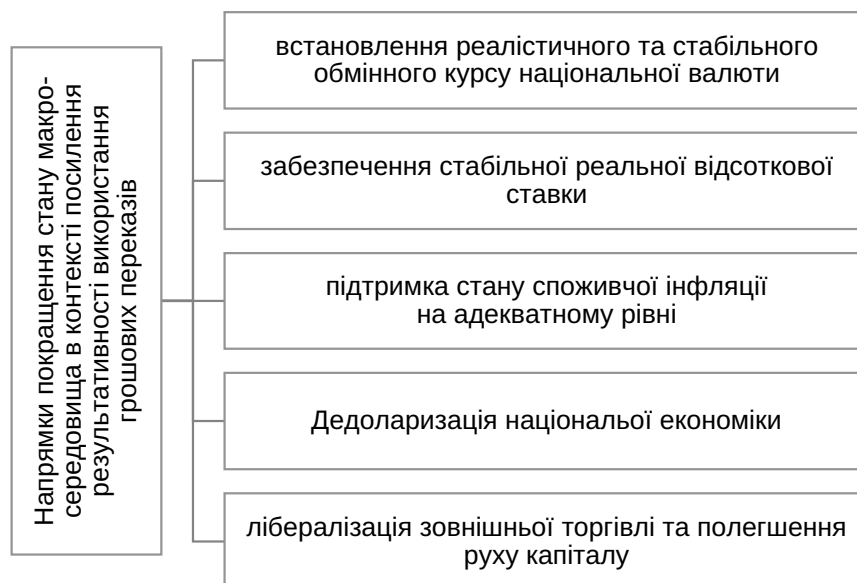 Напрямки покращення стану макро-
середовища в контексті посилення
результативності використання
грошових переказів
встановлення реалістичного та стабільного
обмінного курсу національної валюти
забезпечення стабільної реальної відсоткової
ставки
підтримка стану споживчої інфляції
на адекватному рівні
Дедоларизація національої економіки
лібералізація зовнішньої торгівлі та полегшення
руху капіталу